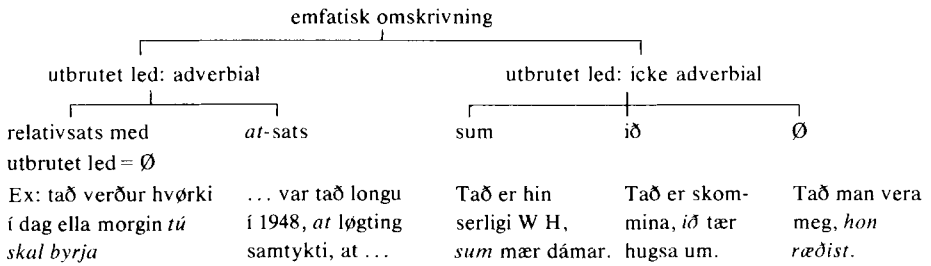 emfatisk omskrivning
utbrutet led: adverbial utbrutet led: icke adverbial
relativsats med at-sats sum ið Ø
utbrutet led = Ø
Ex: tað verður hvørki … var tað longu Tað er hin Tað er skom- Tað man vera
í dag ella morgin tú í 1948, at løgting serligi W H, mina, ið tær meg, hon
skal byrja samtykti, at … sum mær dámar. hugsa um. ræðist.